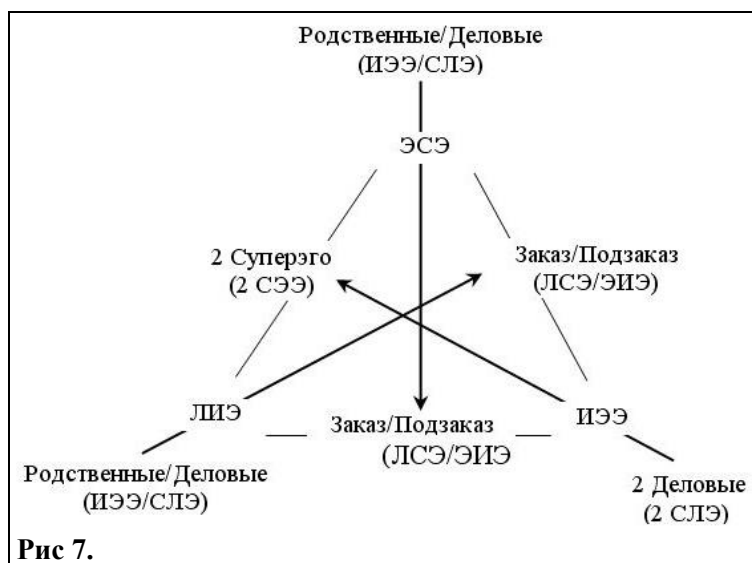 Родственные/Деловые
(ИЭЭ/СЛЭ)
ЭСЭ
2 Суперэго
(2 СЭЭ)
Заказ/Подзаказ
(ЛСЭ/ЭИЭ)
ЛИЭ
Заказ/Подзаказ
(ЛСЭ/ЭИЭ
ИЭЭ
Родственные/Деловые
(ИЭЭ/СЛЭ)
2 Деловые
(2 СЛЭ)
Рис 7.